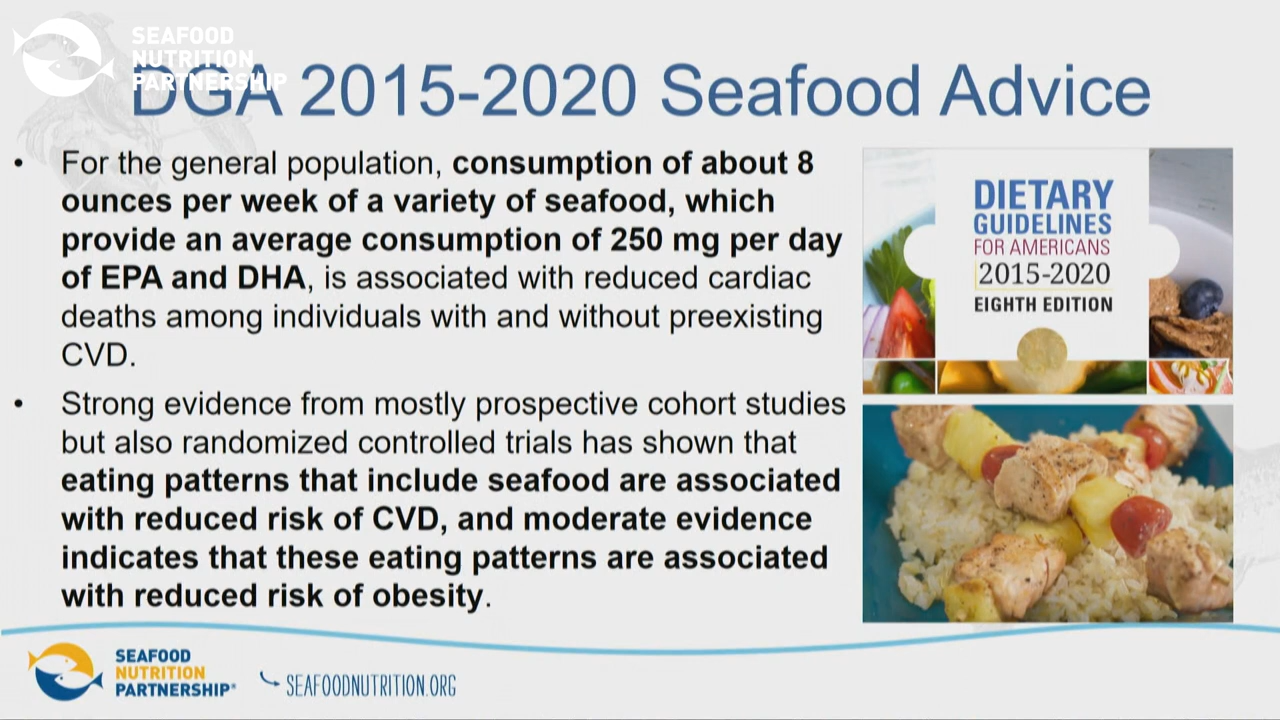 SEAFOOD
NUTRITION
PARTNERSHIP
DGA 2015-2020 Seafood Advice
• For the general population, consumption of about 8
ounces per week of a variety of seafood, which
provide an average consumption of 250 mg per day
of EPA and DHA, is associated with reduced cardiac
deaths among individuals with and without preexisting
CVD.
• Strong evidence from mostly prospective cohort studies
but also randomized controlled trials has shown that
eating patterns that include seafood are associated
with reduced risk of CVD, and moderate evidence
indicates that these eating patterns are associated
with reduced risk of obesity.
DIETARY
GUIDELINES
FOR AMERICANS
2015-2020
EIGHTH EDITION
SEAFOOD
NUTRITION
PARTNERSHIP®
SEAFOODNUTRITION.ORG